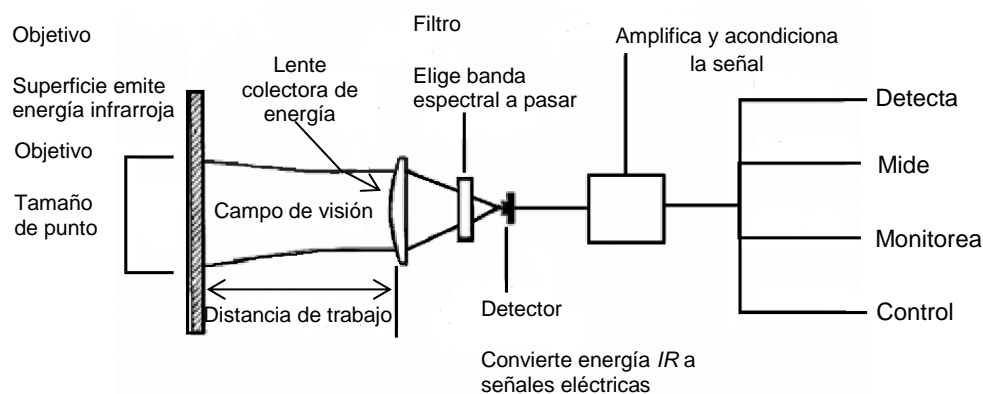 Objetivo
Superficie emite
energía infrarroja
Objetivo
Tamaño
de punto
Lente
colectora de
energía
Campo de visión
Distancia de trabajo
Filtro
Elige banda
espectral a pasar
Detector
Convierte energía IR a
señales eléctricas
Amplifica y acondiciona
la señal
Detecta
Mide
Monitorea
Control